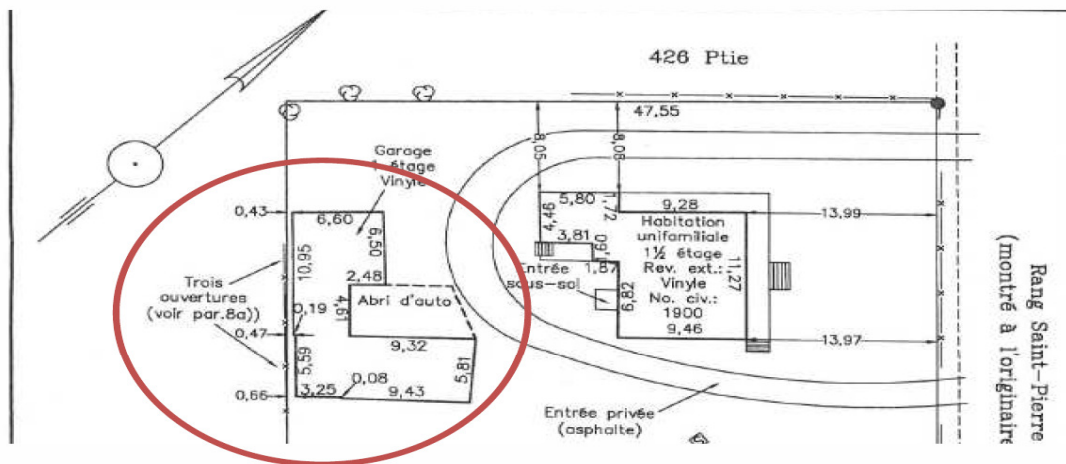 426 Ptie
47,55
8,05
8,08
Garage
1 étage
Vinyle
0,43
6,60
6,50
10,95
2,48
Abri d'auto
4,61
Trois
ouvertures
(voir par.8a))
0,19
0,47
9,32
5,59
5,81
3,25
0,08
9,43
0,66
5,80
1,72
4,46
3,81
1,60
1,87
Entrée
sous-sol
6,82
9,28
Habitation
unifamiliale
1½ étage
Rev. ext.:
Vinyle
No. civ.:
1900
9,46
11,27
13,99
13,97
Entrée privée
(asphalte)
Rang Saint-Pierre
(montré à l'originaire